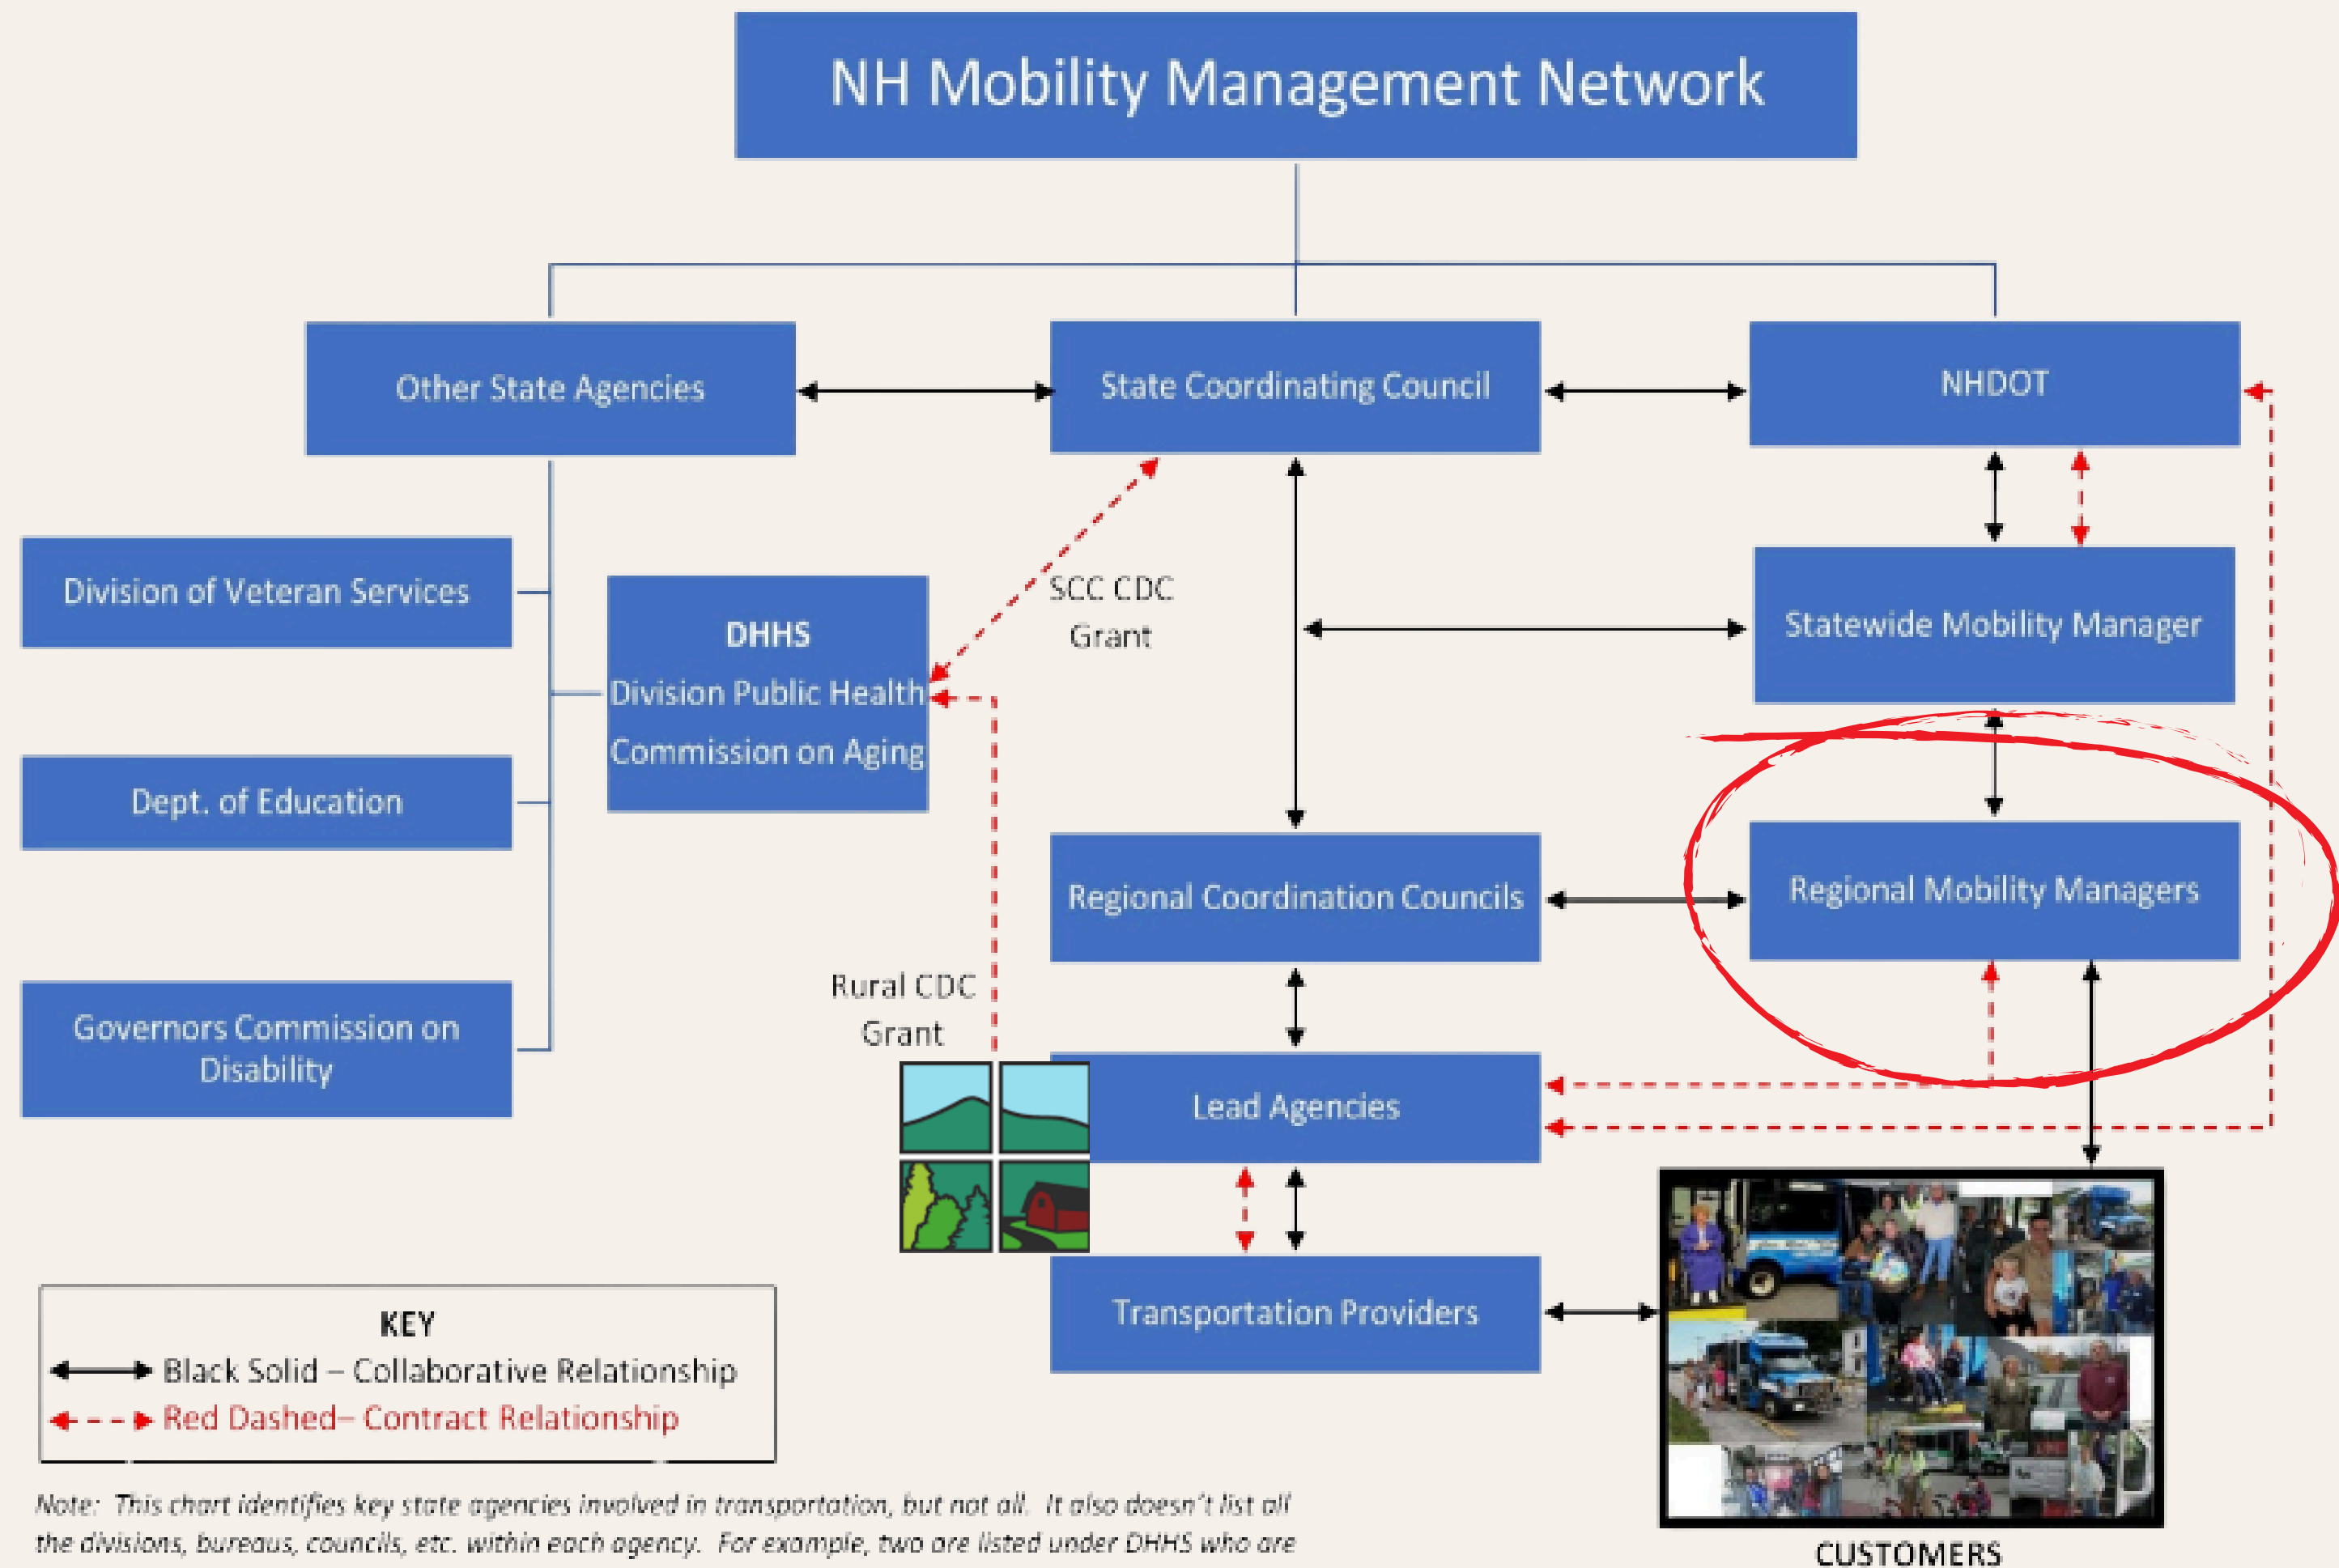 NH Mobility Management Network
Other State Agencies
State Coordinating Council
NHDOT
Division of Veteran Services
DHHS
Division Public Health
Commission on Aging
SCC CDC
Grant
Statewide Mobility Manager
Dept. of Education
Regional Coordination Councils
Regional Mobility Managers
Rural CDC
Grant
Governors Commission on
Disability
Lead Agencies
Transportation Providers
KEY
Black Solid – Collaborative Relationship
Red Dashed– Contract Relationship
Note: This chart identifies key state agencies involved in transportation, but not all. It also doesn't list all
the divisions, bureaus, councils, etc. within each agency. For example, two are listed under DHHS who are
CUSTOMERS